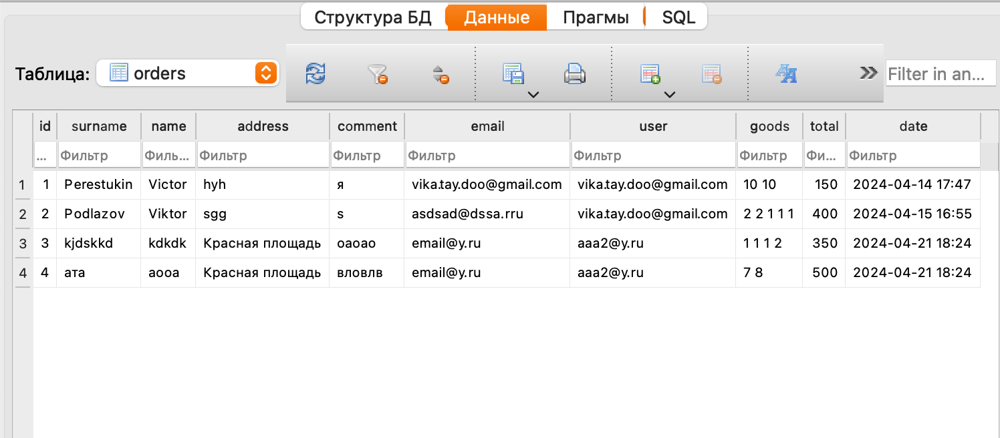 Структура БД Данные Прагмы SQL
Таблица: orders Filter in an...
id surname name address comment email user goods total date
... Фильтр Филь... Фильтр Фильтр Фильтр Фильтр Фильтр Фи... Фильтр
1 1 Perestukin Victor hyh я vika.tay.doo@gmail.com vika.tay.doo@gmail.com 10 10 150 2024-04-14 17:47
2 2 Podlazov Viktor sgg s asdsad@dssa.rru vika.tay.doo@gmail.com 2 2 1 1 1 400 2024-04-15 16:55
3 3 kjdskkd kdkdk Красная площадь оаоао email@y.ru aaa2@y.ru 1 1 1 2 350 2024-04-21 18:24
4 4 ата аооа Красная площадь вловлв email@y.ru aaa2@y.ru 7 8 500 2024-04-21 18:24